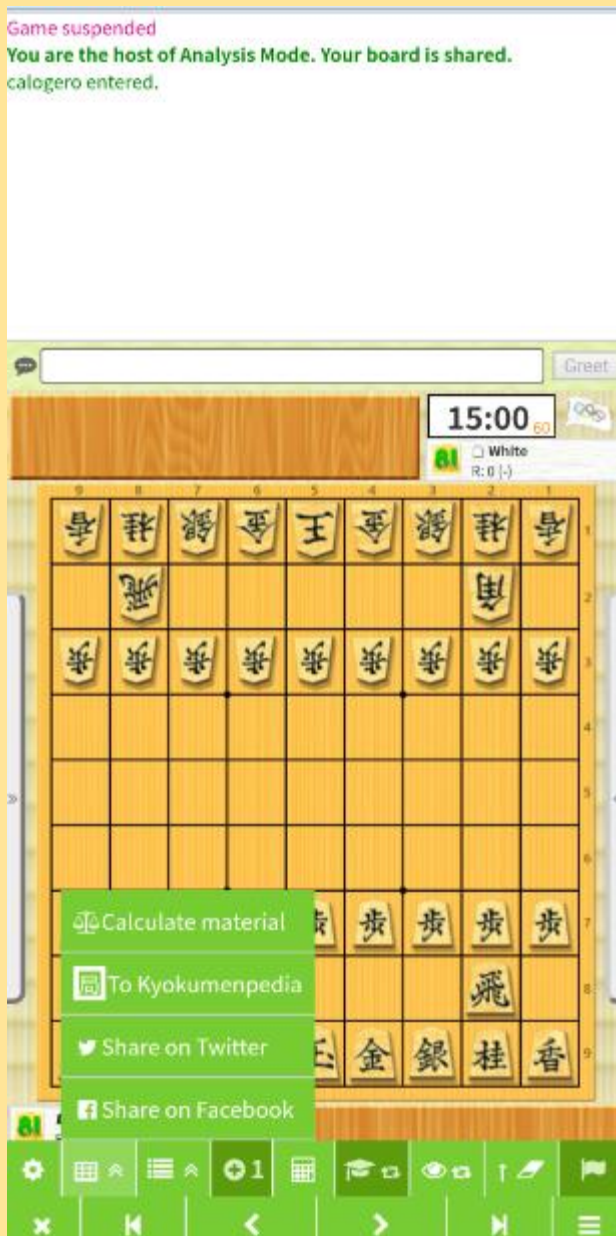 Game suspended
You are the host of Analysis Mode. Your board is shared.
calogero entered.
Greet
15:00 60
81 White
R: 0 (-)
9 8 7 6 5 4 3 2 1
香 桂 銀 金 王 金 銀 桂 香 1
飛 角 2
歩 歩 歩 歩 歩 歩 歩 歩 歩 3
4
5
6
Calculate material 歩 歩 歩 歩 歩 7
To Kyokumenpedia 飛 8
Share on Twitter 玉 金 銀 桂 香 9
Share on Facebook
81
1